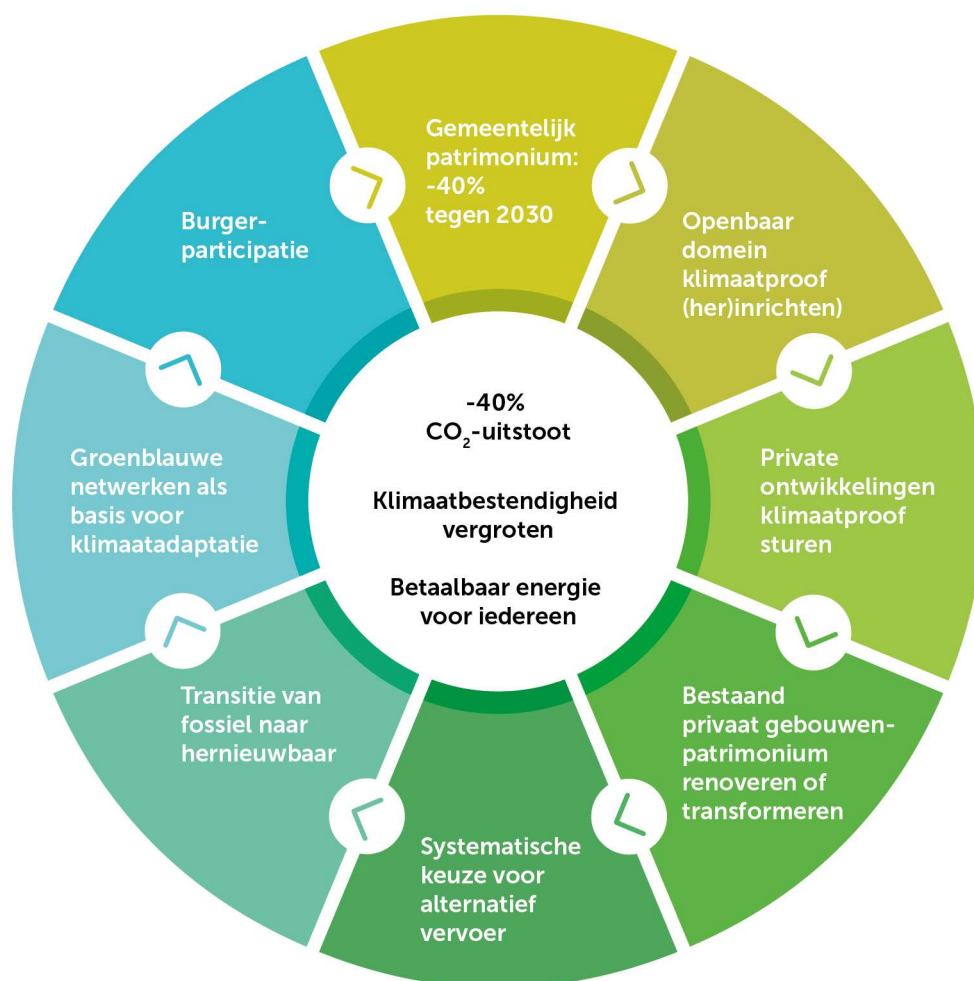 Gemeentelijk
patrimonium:
-40%
tegen 2030
Openbaar
domein
klimaatproof
(her)inrichten)
Private
ontwikkelingen
klimaatproof
sturen
Bestaand
privaat gebouwen-
patrimonium
renoveren of
transformeren
Systematische
keuze voor
alternatief
vervoer
Transitie van
fossiel naar
hernieuwbaar
Groenblauwe
netwerken als
basis voor
klimaatadaptatie
Burger-
participatie
-40%
CO₂-uitstoot
Klimaatbestendigheid
vergroten
Betaalbaar energie
voor iedereen